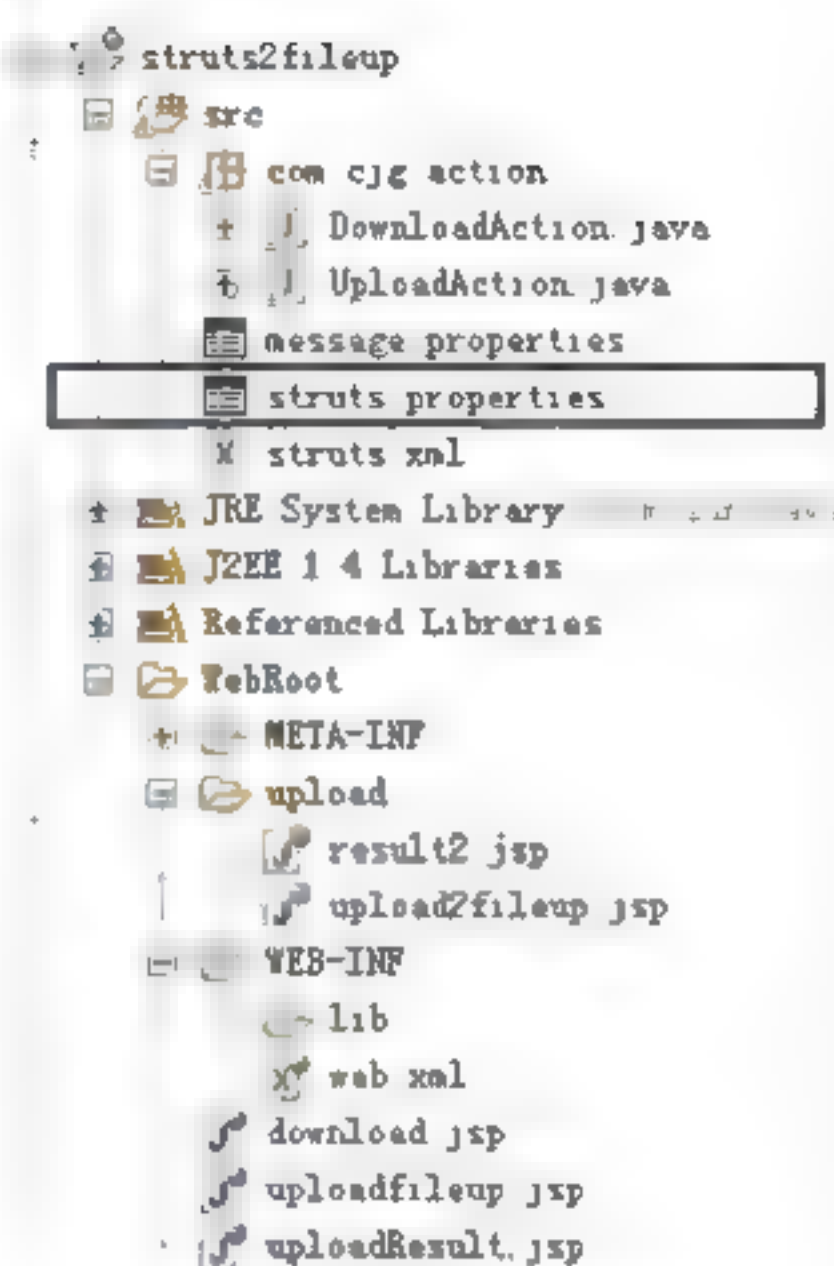 struts2fileup
src
com cjg action
DownloadAction.java
UploadAction.java
message properties
struts properties
struts xml
JRE System Library
J2EE 1 4 Libraries
Referenced Libraries
WebRoot
META-INF
upload
result2 jsp
upload2fileup jsp
WEB-INF
lib
web xml
download jsp
uploadfileup jsp
uploadResult.jsp